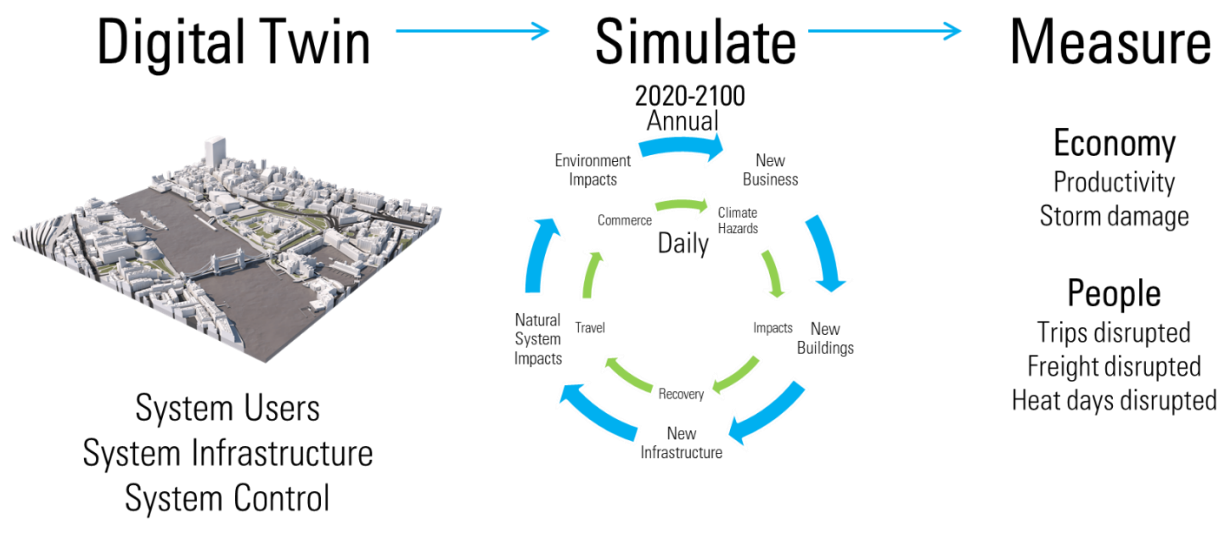 Digital Twin
Simulate
Measure
System Users
System Infrastructure
System Control
2020-2100
Annual
Environment
Impacts
New
Business
New
Buildings
New
Infrastructure
Natural
System
Impacts
Daily
Commerce
Climate
Hazards
Impacts
Recovery
Travel
Economy
Productivity
Storm damage
People
Trips disrupted
Freight disrupted
Heat days disrupted